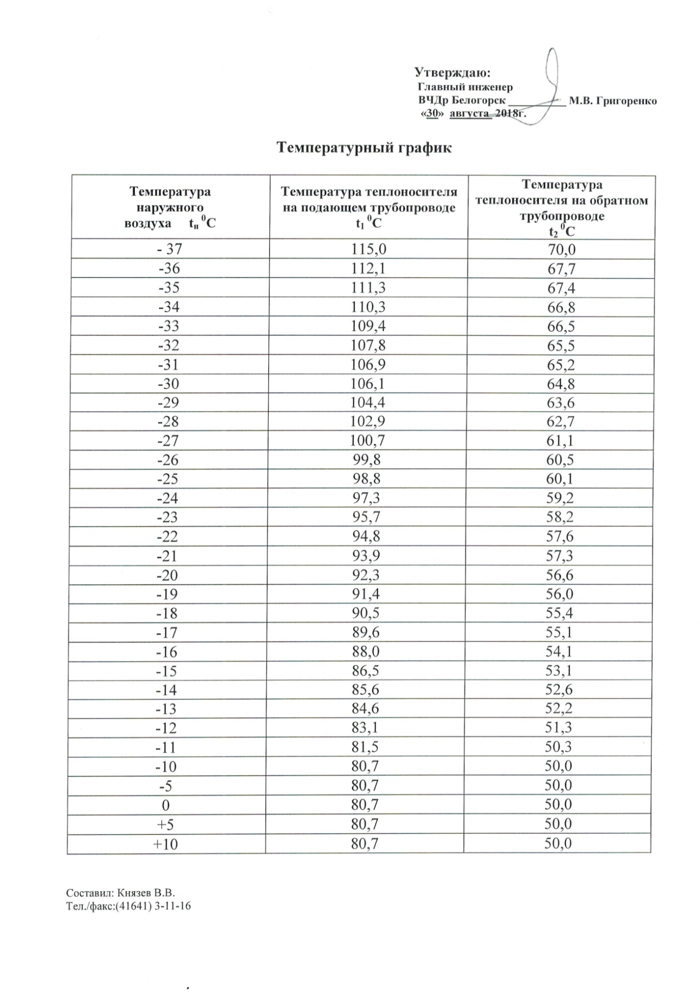 Утверждаю:
Главный инженер
ВЧДр Белогорск __________ М.В. Григоренко
«30» августа 2018г.
Температурный график
Температура
наружного
воздуха tн ⁰С
Температура теплоносителя
на подающем трубопроводе
t₁ ⁰С
Температура
теплоносителя на обратном
трубопроводе
t₂ ⁰С
- 37 115,0 70,0
-36 112,1 67,7
-35 111,3 67,4
-34 110,3 66,8
-33 109,4 66,5
-32 107,8 65,5
-31 106,9 65,2
-30 106,1 64,8
-29 104,4 63,6
-28 102,9 62,7
-27 100,7 61,1
-26 99,8 60,5
-25 98,8 60,1
-24 97,3 59,2
-23 95,7 58,2
-22 94,8 57,6
-21 93,9 57,3
-20 92,3 56,6
-19 91,4 56,0
-18 90,5 55,4
-17 89,6 55,1
-16 88,0 54,1
-15 86,5 53,1
-14 85,6 52,6
-13 84,6 52,2
-12 83,1 51,3
-11 81,5 50,3
-10 80,7 50,0
-5 80,7 50,0
0 80,7 50,0
+5 80,7 50,0
+10 80,7 50,0
Составил: Князев В.В.
Тел./факс:(41641) 3-11-16